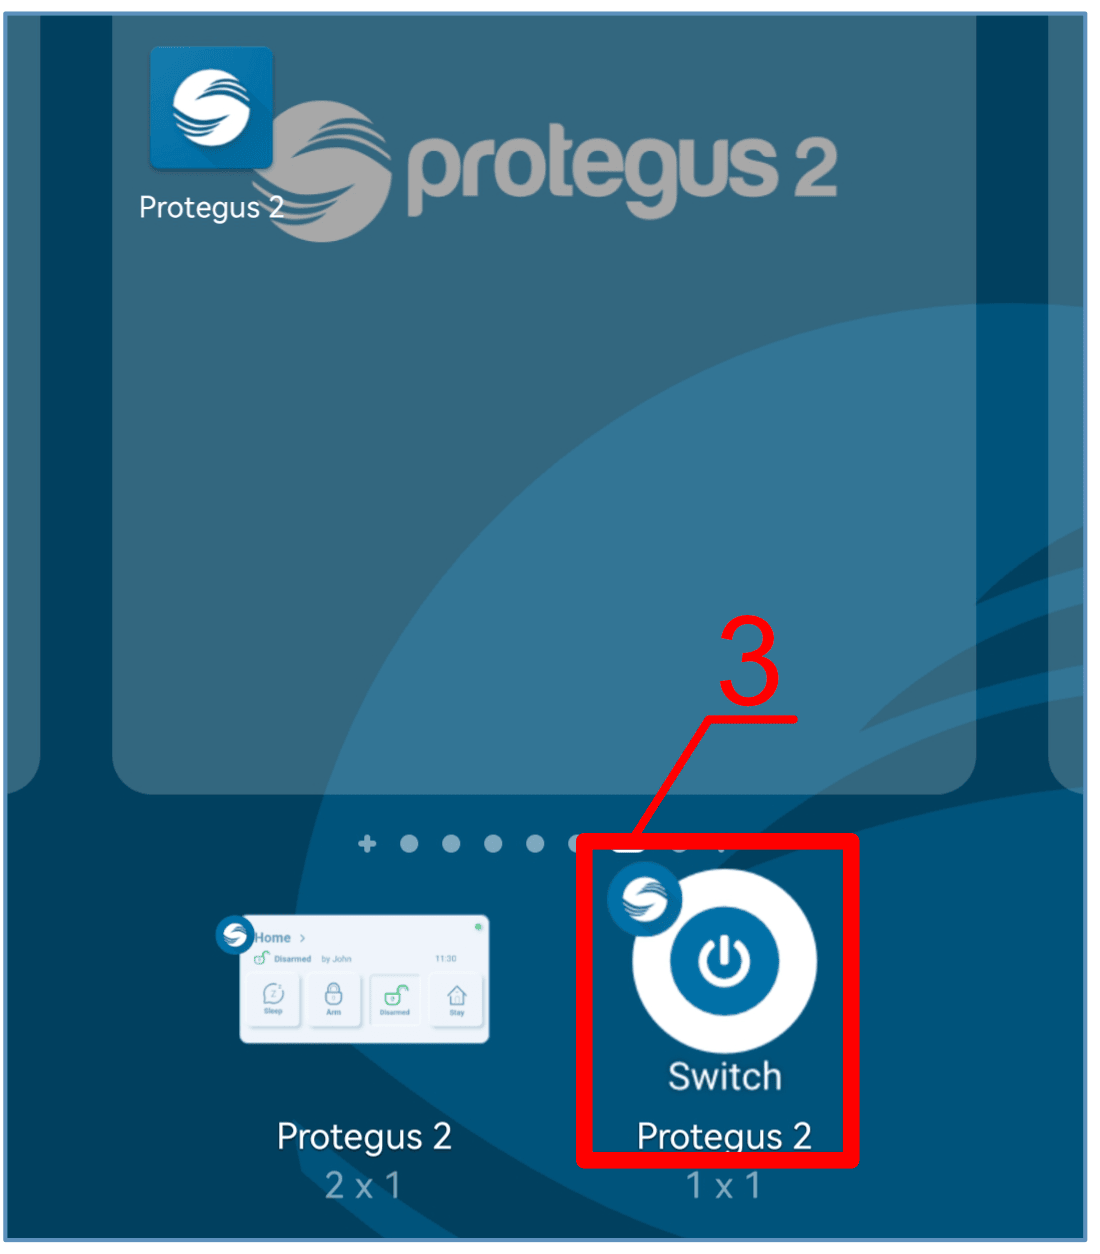 Protegus 2
protegus 2
3
Home >
Disarmed by John 11:30
Sleep Arm Disarmed Stay
Switch
Protegus 2 Protegus 2
2 x 1 1 x 1